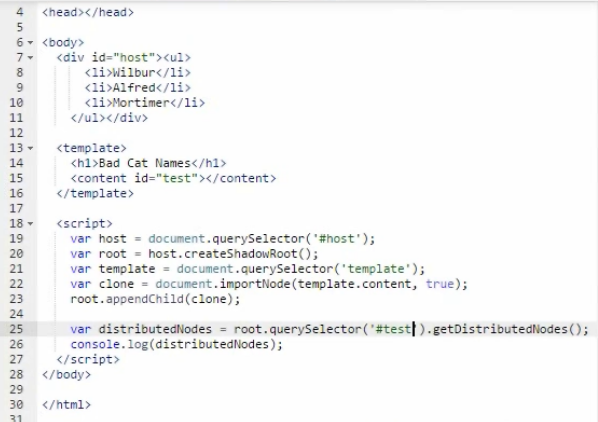 4 <head></head>
5
6 <body>
7 <div id="host"><ul>
8 <li>Wilbur</li>
9 <li>Alfred</li>
10 <li>Mortimer</li>
11 </ul></div>
12
13 <template>
14 <h1>Bad Cat Names</h1>
15 <content id="test"></content>
16 </template>
17
18 <script>
19 var host = document.querySelector('#host');
20 var root = host.createShadowRoot();
21 var template = document.querySelector('template');
22 var clone = document.importNode(template.content, true);
23 root.appendChild(clone);
24
25 var distributedNodes = root.querySelector('#test').getDistributedNodes();
26 console.log(distributedNodes);
27 </script>
28 </body>
29
30 </html>
31